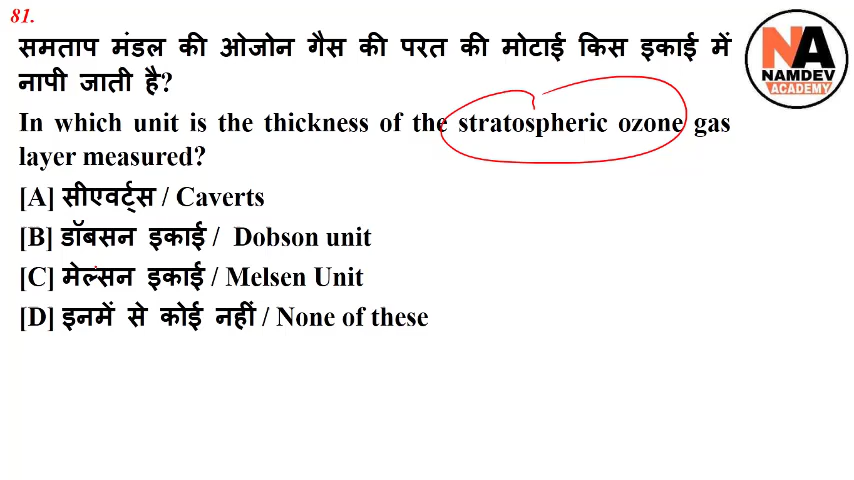 81.
समताप मंडल की ओजोन गैस की परत की मोटाई किस इकाई में
नापी जाती है?
In which unit is the thickness of the stratospheric ozone gas
layer measured?
[A] सीएवर्ट्स / Caverts
[B] डॉबसन इकाई / Dobson unit
[C] मेल्सन इकाई / Melsen Unit
[D] इनमें से कोई नहीं / None of these
NA
NAMDEV
ACADEMY